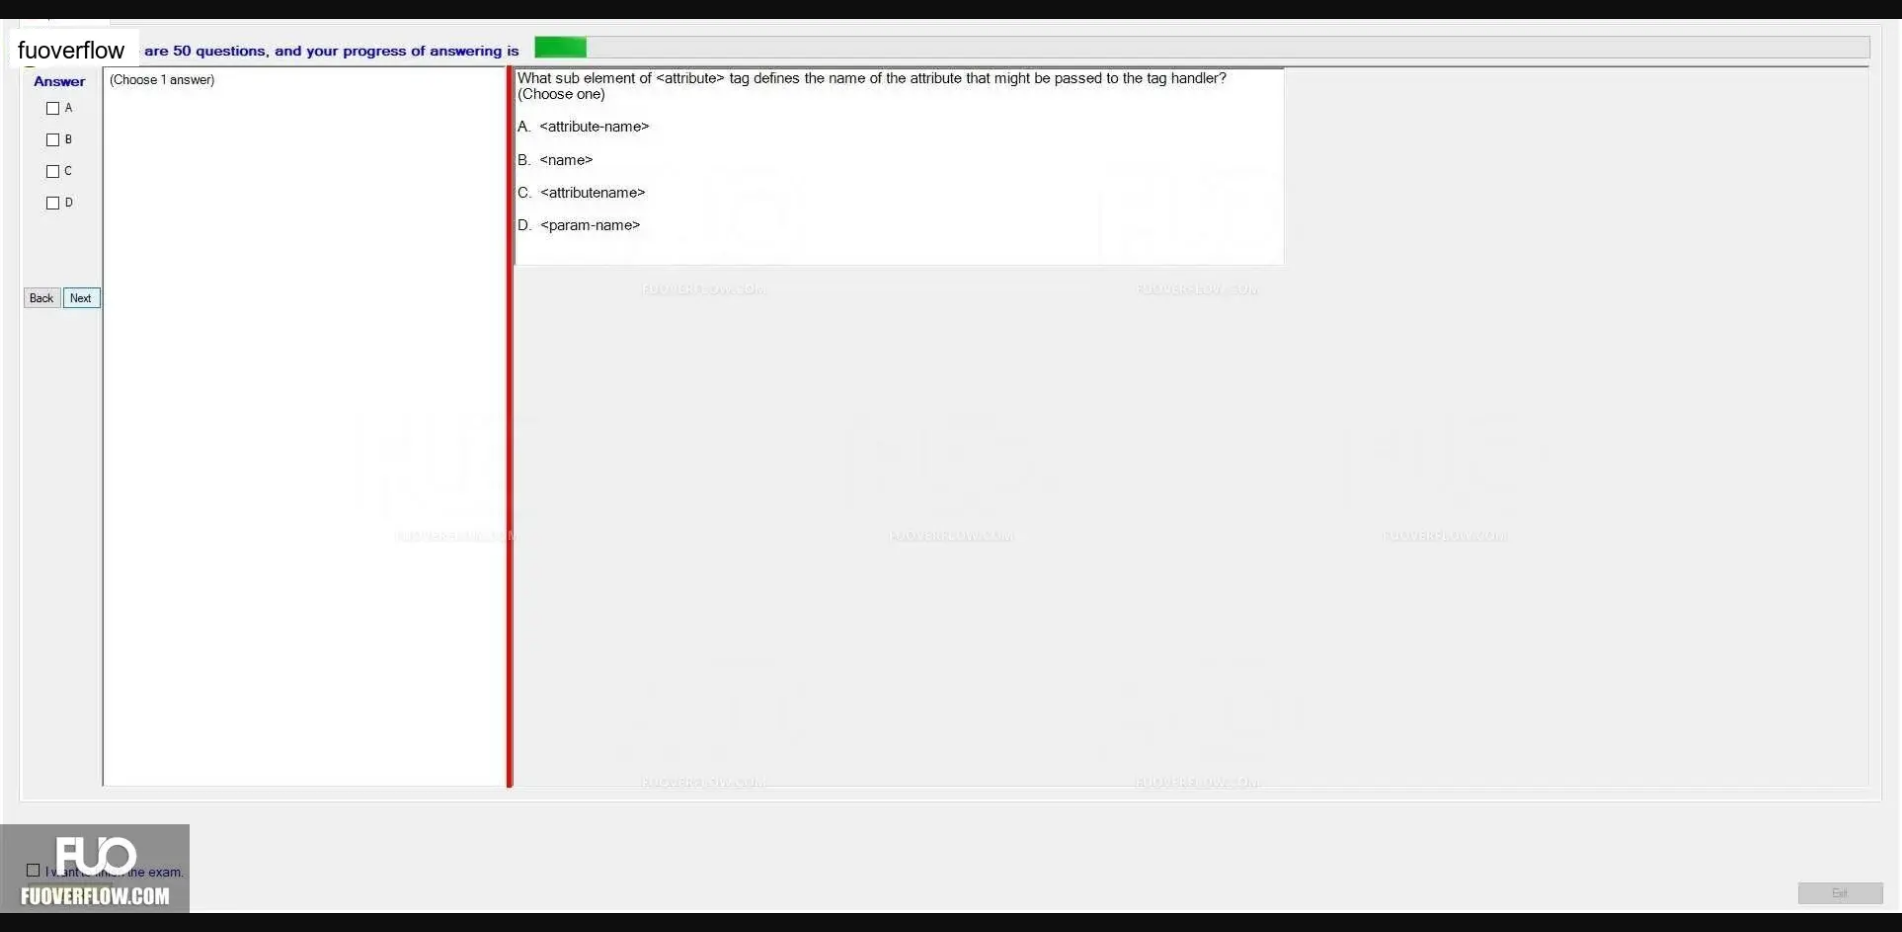 fuoverflow are 50 questions, and your progress of answering is
Answer
A
B
C
D
Back Next
(Choose 1 answer)
What sub element of <attribute> tag defines the name of the attribute that might be passed to the tag handler?
(Choose one)
A. <attribute-name>
B. <name>
C. <attributename>
D. <param-name>
FUOVERFLOW.COM FUOVERFLOW.COM
FUOVERFLOW.COM FUOVERFLOW.COM FUOVERFLOW.COM
FUOVERFLOW.COM FUOVERFLOW.COM
FUO
I want the exam.
FUOVERFLOW.COM
Exit